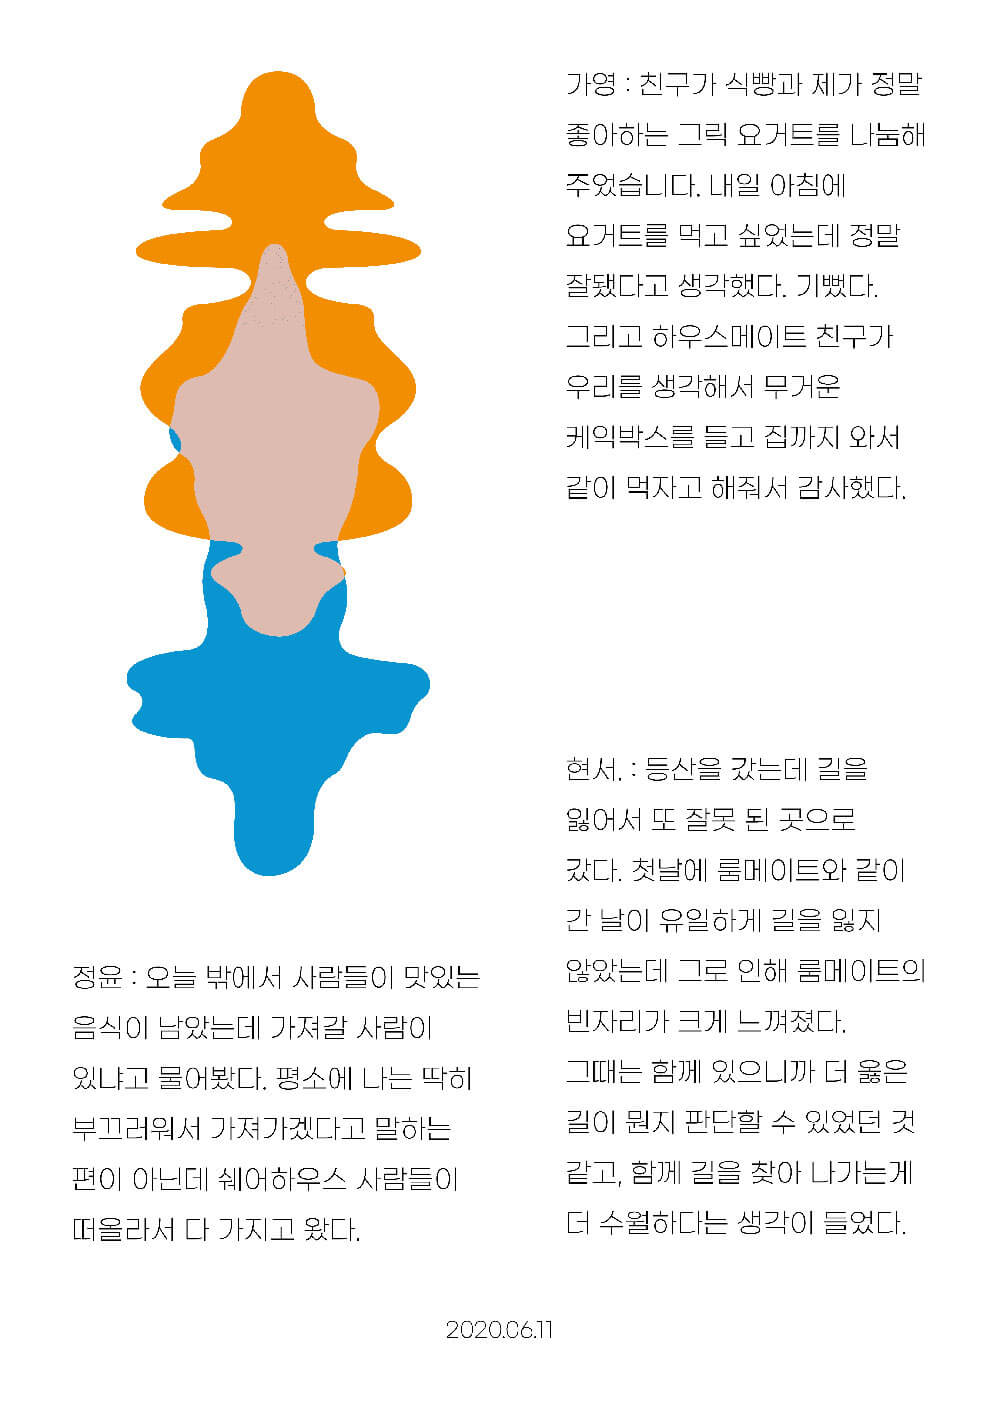 가영 : 친구가 식빵과 제가 정말
좋아하는 그릭 요거트를 나눔해
주었습니다. 내일 아침에
요거트를 먹고 싶었는데 정말
잘됐다고 생각했다. 기뻤다.
그리고 하우스메이트 친구가
우리를 생각해서 무거운
케익박스를 들고 집까지 와서
같이 먹자고 해줘서 감사했다.
현서. : 등산을 갔는데 길을
잃어서 또 잘못 된 곳으로
갔다. 첫날에 룸메이트와 같이
간 날이 유일하게 길을 잃지
않았는데 그로 인해 룸메이트의
빈자리가 크게 느껴졌다.
그때는 함께 있으니까 더 옳은
길이 뭔지 판단할 수 있었던 것
같고, 함께 길을 찾아 나가는게
더 수월하다는 생각이 들었다.
정윤 : 오늘 밖에서 사람들이 맛있는
음식이 남았는데 가져갈 사람이
있냐고 물어봤다. 평소에 나는 딱히
부끄러워서 가져가겠다고 말하는
편이 아닌데 쉐어하우스 사람들이
떠올라서 다 가지고 왔다.
2020.06.11